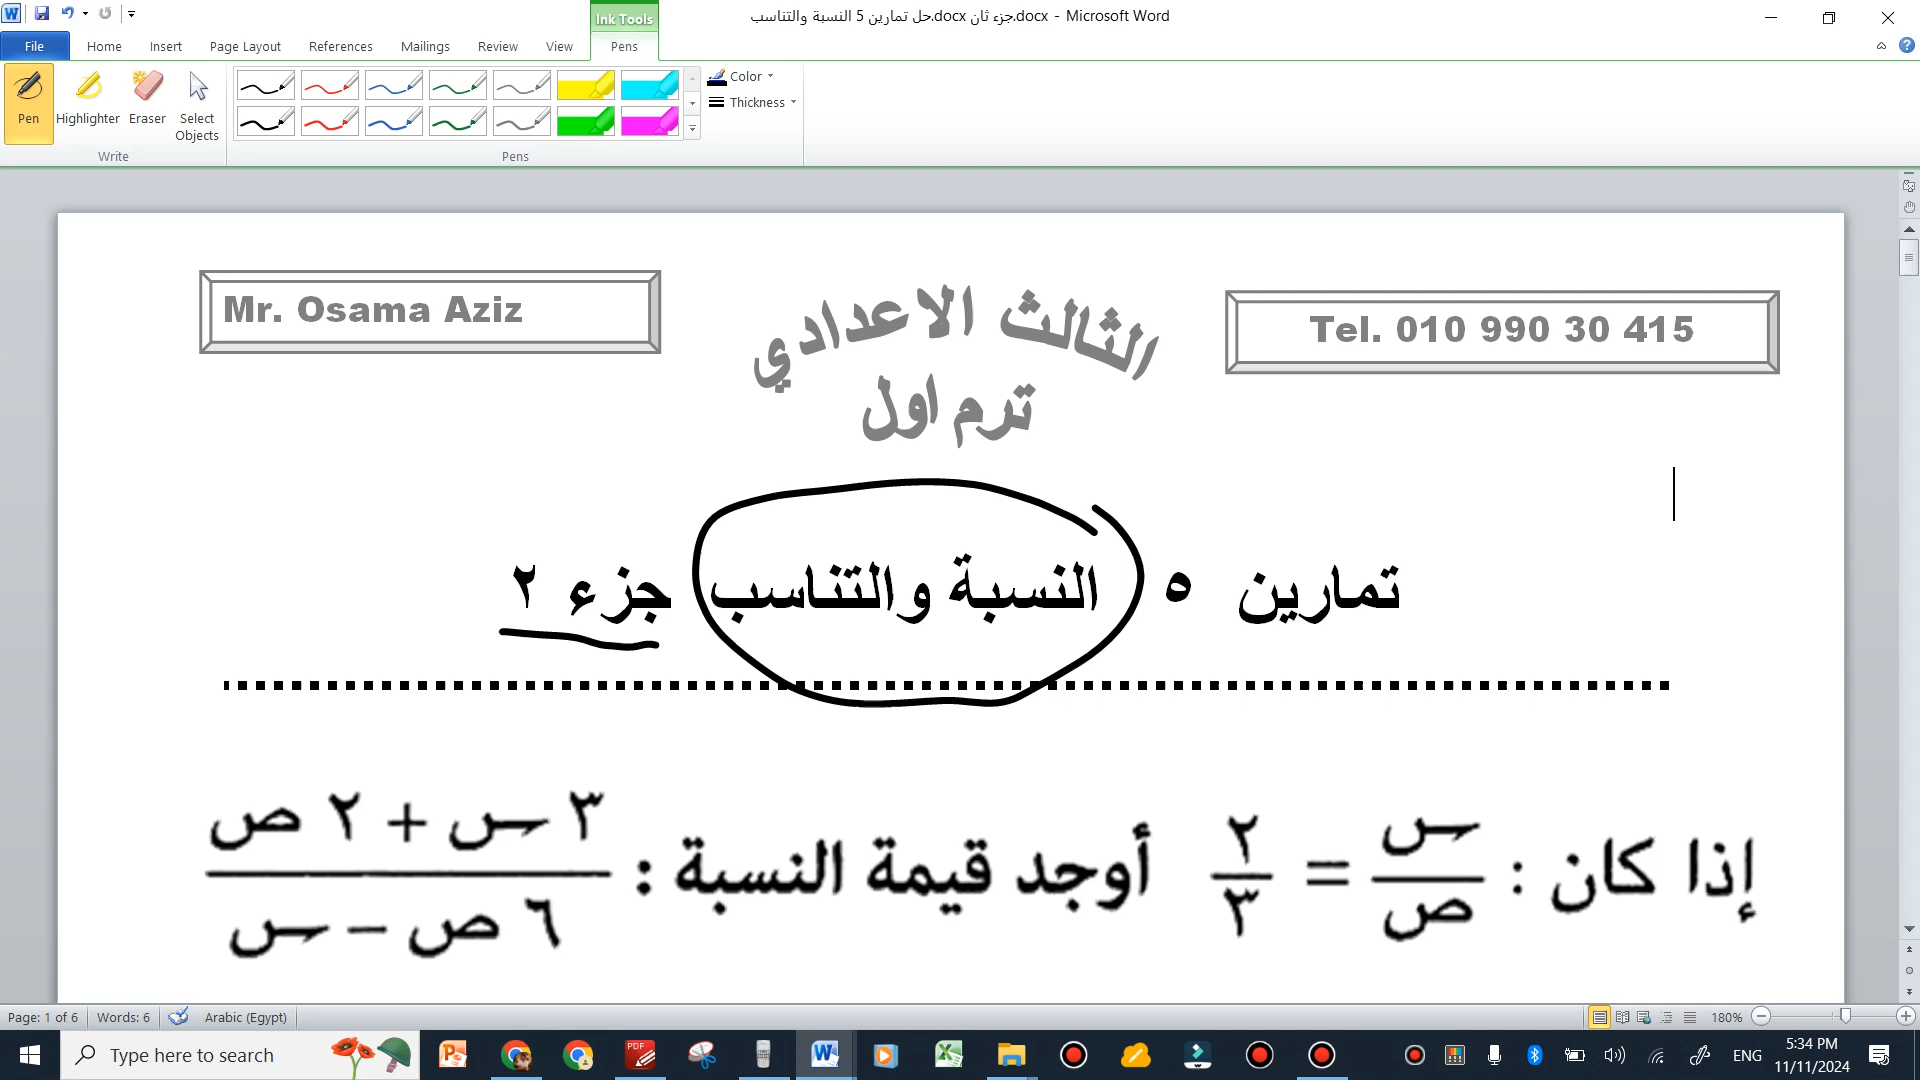 حل تمارين 5 النسبة والتناسب.docx جزء ثان.docx - Microsoft Word
Ink Tools
File Home Insert Page Layout References Mailings Review View Pens
Pen Highlighter Eraser Select Objects
Color
Thickness
Write Pens
Mr. Osama Aziz
الثالث الاعدادي
ترم اول
Tel. 010 990 30 415
تمارين ٥ النسبة والتناسب جزء ٢
إذا كان : س/ص = ٢/٣ أوجد قيمة النسبة : ٣ س + ٢ ص / ٦ ص – س
Page: 1 of 6 Words: 6 Arabic (Egypt) 180%
Type here to search
PDF
ENG
5:34 PM
11/11/2024